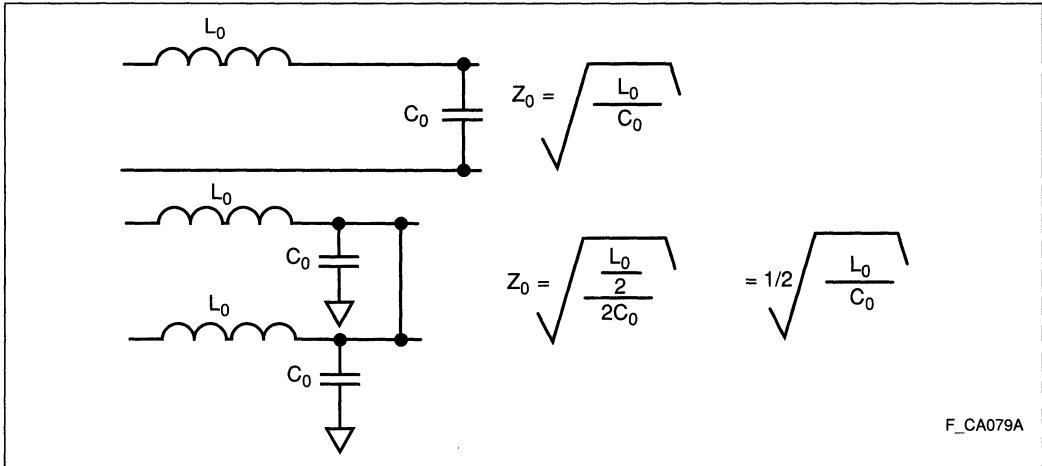 L₀
C₀
Z₀ = √(L₀/C₀)
L₀
C₀
L₀
C₀
Z₀ = √((L₀/2)/(2C₀)) = 1/2 √(L₀/C₀)
F_CA079A